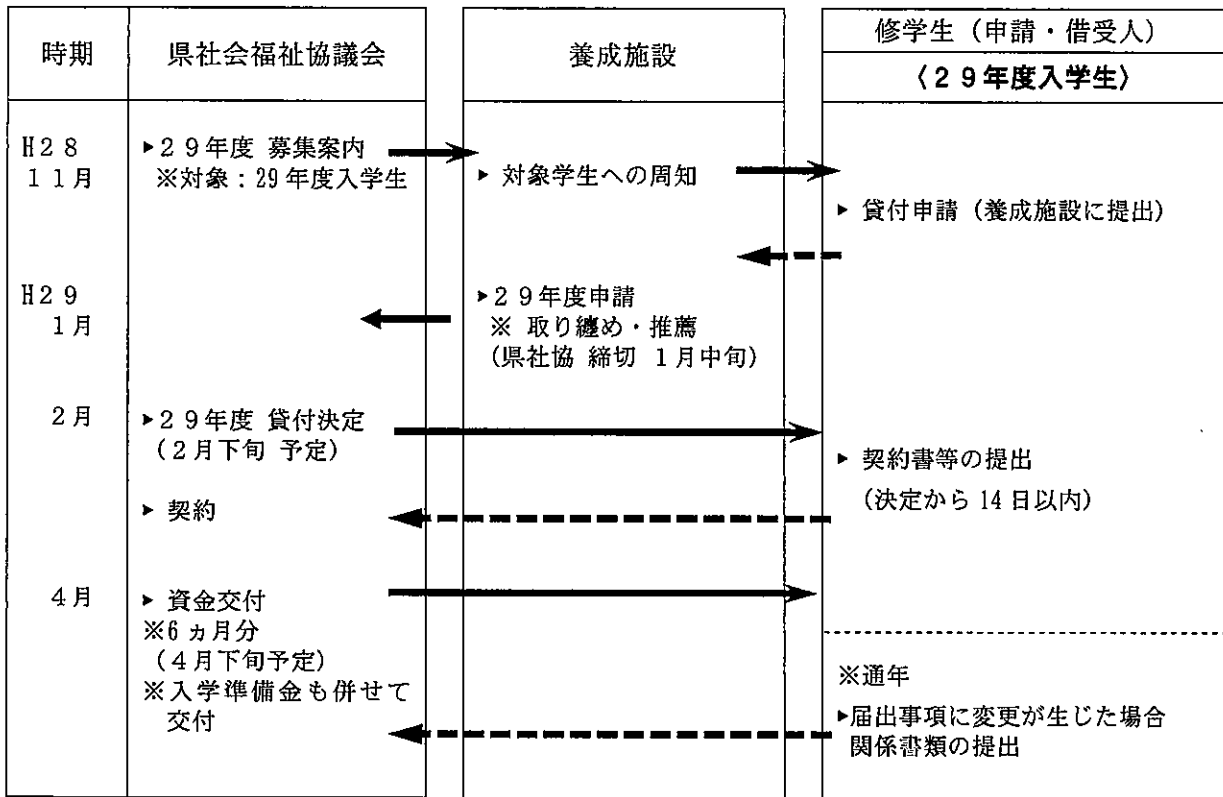 時期
県社会福祉協議会
養成施設
修学生（申請・借受人）
〈２９年度入学生〉
H２８
１１月
▶２９年度 募集案内
※対象：29年度入学生
▶ 対象学生への周知
▶ 貸付申請（養成施設に提出）
H２９
１月
▶２９年度申請
※ 取り纏め・推薦
(県社協 締切 １月中旬)
２月
▶２９年度 貸付決定
（２月下旬 予定）
▶ 契約書等の提出
(決定から 14 日以内)
▶ 契約
４月
▶ 資金交付
※6 ヵ月分
（４月下旬予定）
※入学準備金も併せて
交付
※通年
▶届出事項に変更が生じた場合
関係書類の提出